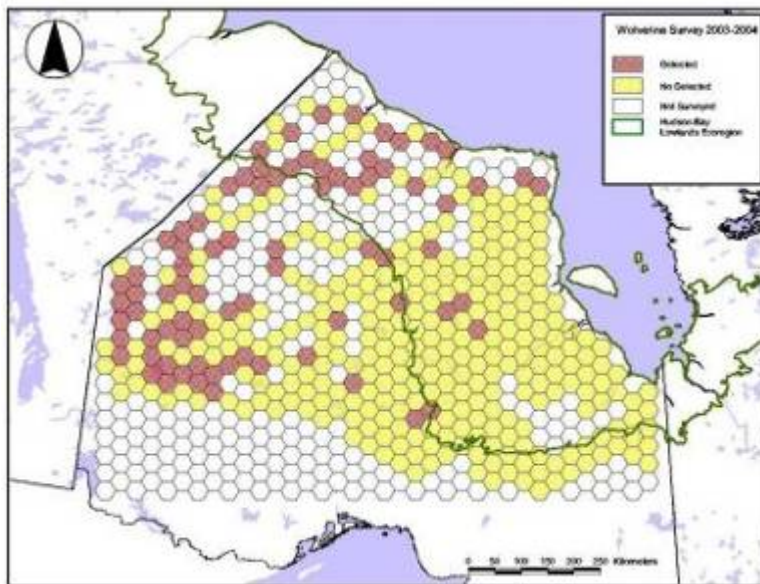 Wolverine Survey 2003-2004
Detected
No Detected
Not Surveyed
Hudson Bay
Lowlands Ecoregion
0 50 100 150 200 250 Kilometers